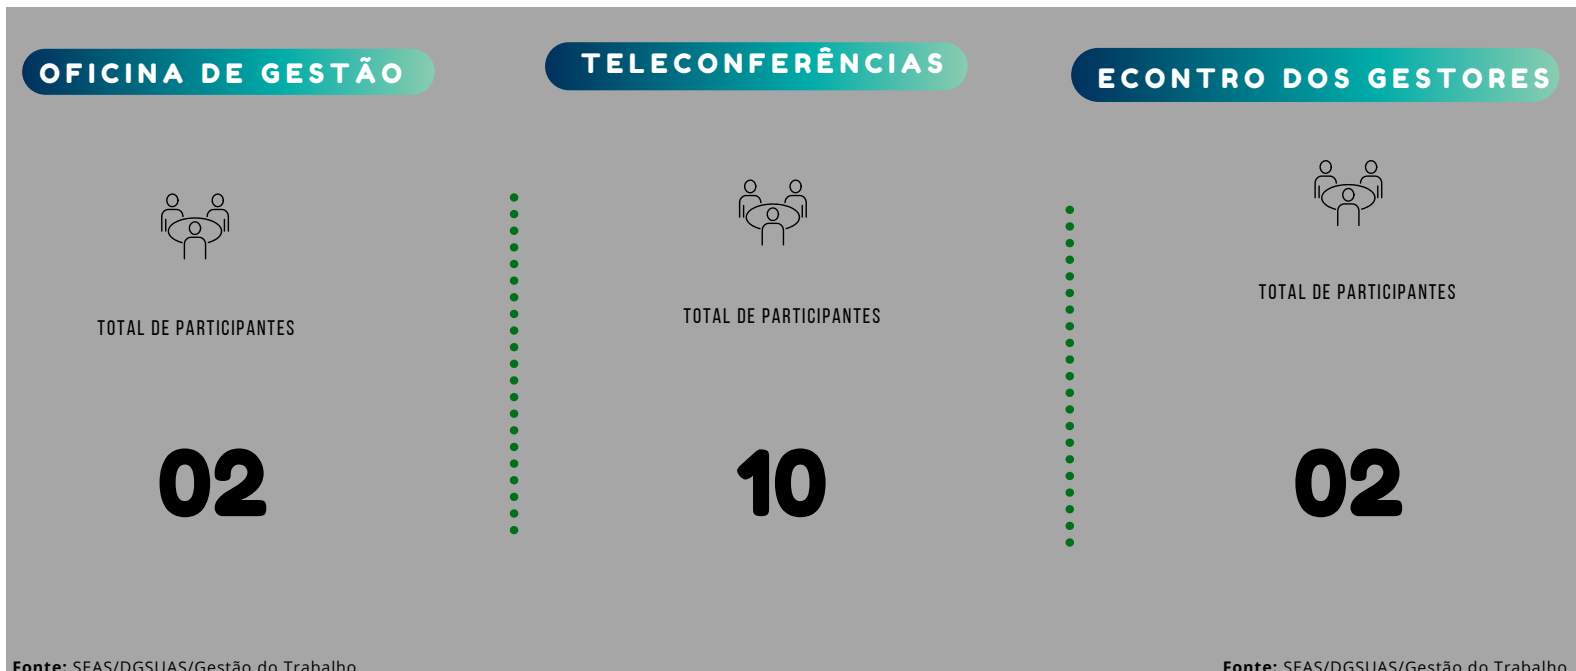 OFICINA DE GESTÃO
TOTAL DE PARTICIPANTES
02
TELECONFERÊNCIAS
TOTAL DE PARTICIPANTES
10
ECONTRO DOS GESTORES
TOTAL DE PARTICIPANTES
02
Fonte: SEAS/DGSUAS/Gestão do Trabalho
Fonte: SEAS/DGSUAS/Gestão do Trabalho